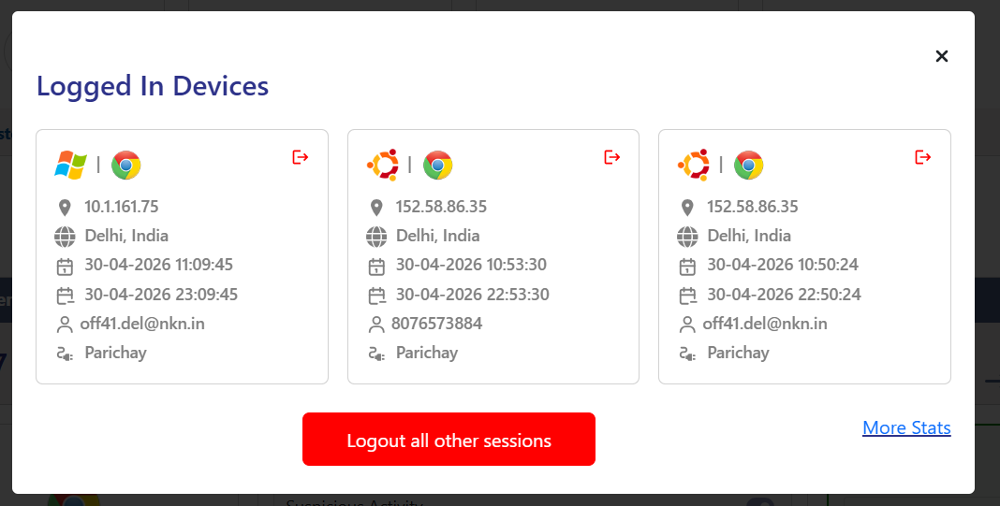 Logged In Devices
10.1.161.75
Delhi, India
30-04-2026 11:09:45
30-04-2026 23:09:45
off41.del@nkn.in
Parichay
152.58.86.35
Delhi, India
30-04-2026 10:53:30
30-04-2026 22:53:30
8076573884
Parichay
152.58.86.35
Delhi, India
30-04-2026 10:50:24
30-04-2026 22:50:24
off41.del@nkn.in
Parichay
Logout all other sessions
More Stats